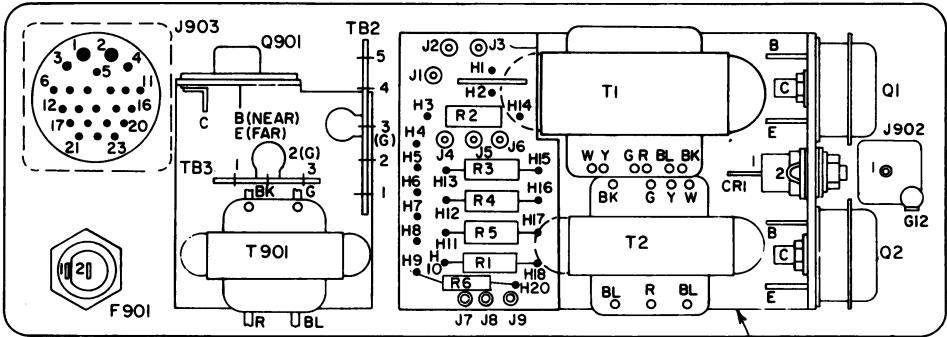 J903
1 2
3 4
5
6 11
12 16
17 20
21 23
F901
1 2
Q901
C
B(NEAR)
E(FAR)
TB2
5
4
3
(G)
2
1
TB3
1 2(G) 3
BK G
T901
R BL
J2 J3
J1
H1
H2
H3 R2 H14
H4 J4 J5 J6
H5 H13 R3 H15
H6 R4 H16
H7 H12
H8 H11 R5 H17
H9 H10 R1 H18
R6 H20
J7 J8 J9
T1
W Y G R BL BK
BK G Y W
T2
BL R BL
B
C
E
Q1
CR1
1 2
J902
1
G12
B
C
E
Q2